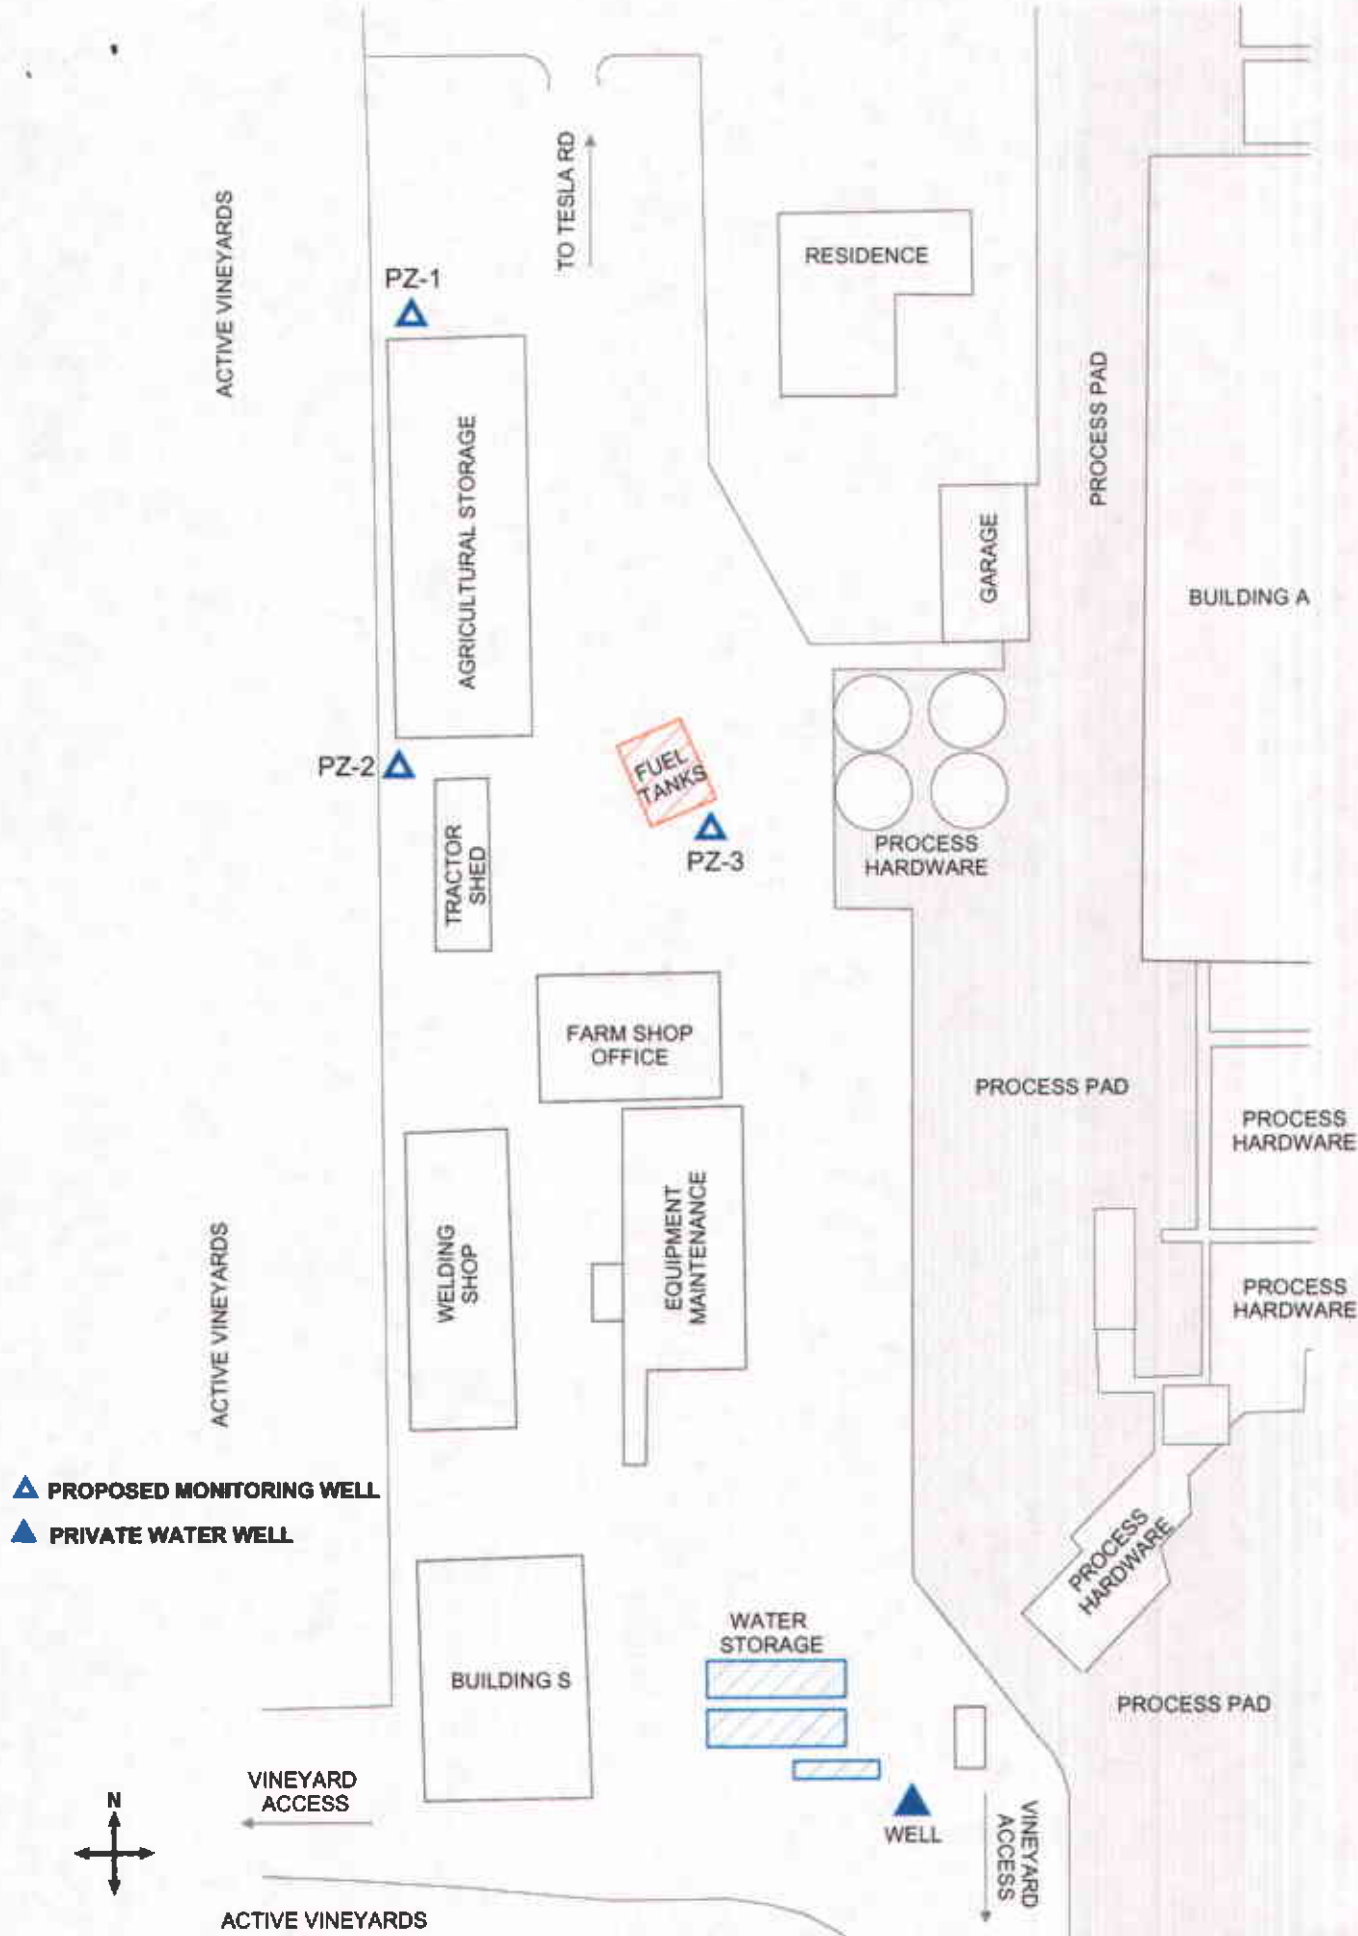 TO TESLA RD
ACTIVE VINEYARDS
RESIDENCE
PZ-1
PROCESS PAD
AGRICULTURAL STORAGE
GARAGE
BUILDING A
PZ-2
FUEL
TANKS
PZ-3
TRACTOR
SHED
PROCESS
HARDWARE
FARM SHOP
OFFICE
PROCESS PAD
PROCESS
HARDWARE
ACTIVE VINEYARDS
WELDING
SHOP
EQUIPMENT
MAINTENANCE
PROCESS
HARDWARE
PROPOSED MONITORING WELL
PRIVATE WATER WELL
PROCESS
HARDWARE
WATER
STORAGE
BUILDING S
PROCESS PAD
VINEYARD
ACCESS
N
WELL
VINEYARD
ACCESS
ACTIVE VINEYARDS